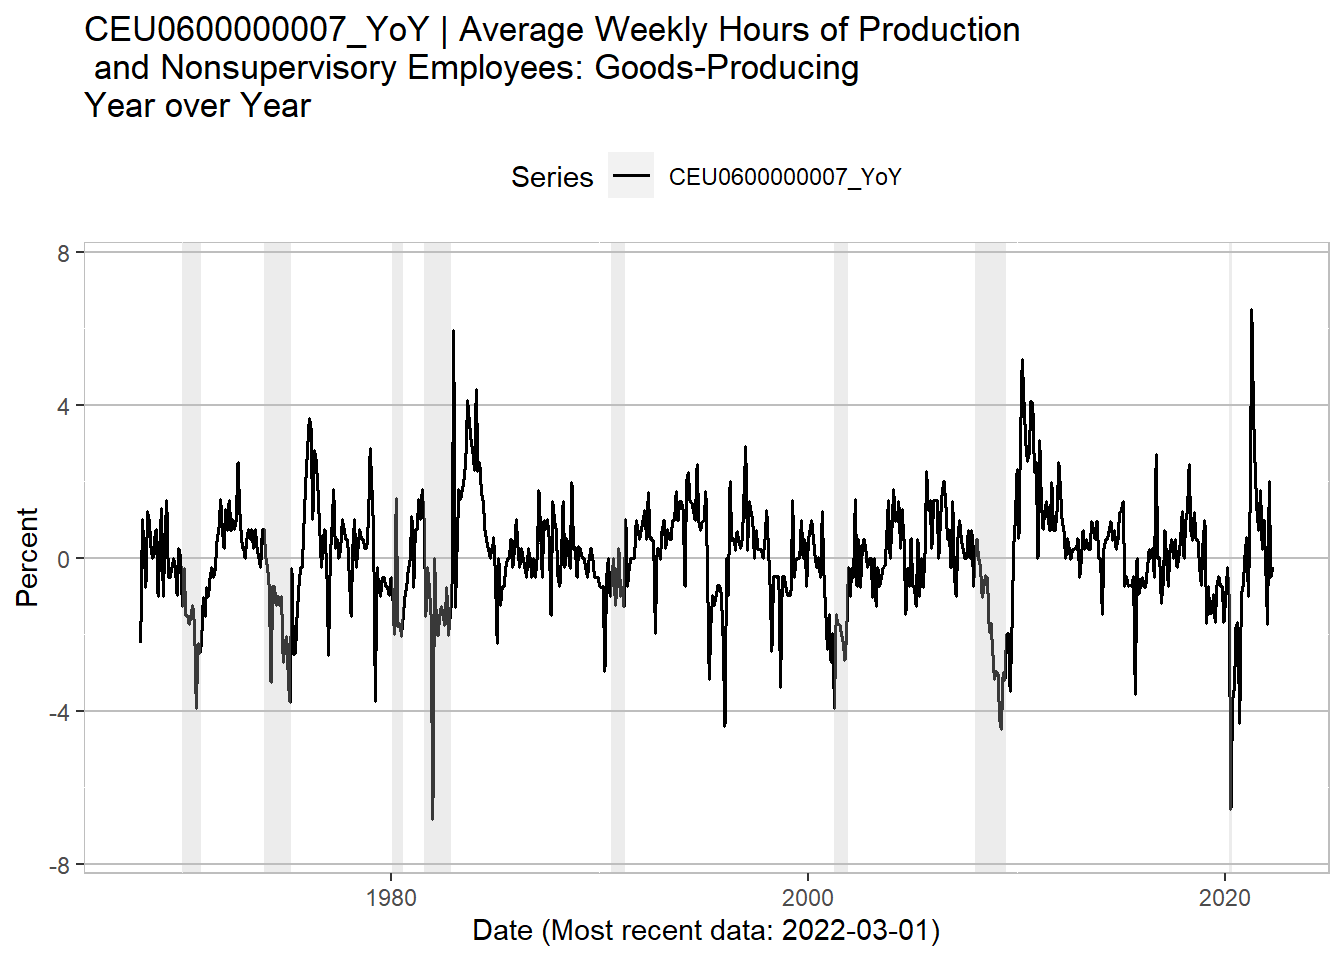 CEU0600000007_YoY | Average Weekly Hours of Production
and Nonsupervisory Employees: Goods-Producing
Year over Year
Series CEU0600000007_YoY
8
4
0
-4
-8
Percent
1980 2000 2020
Date (Most recent data: 2022-03-01)